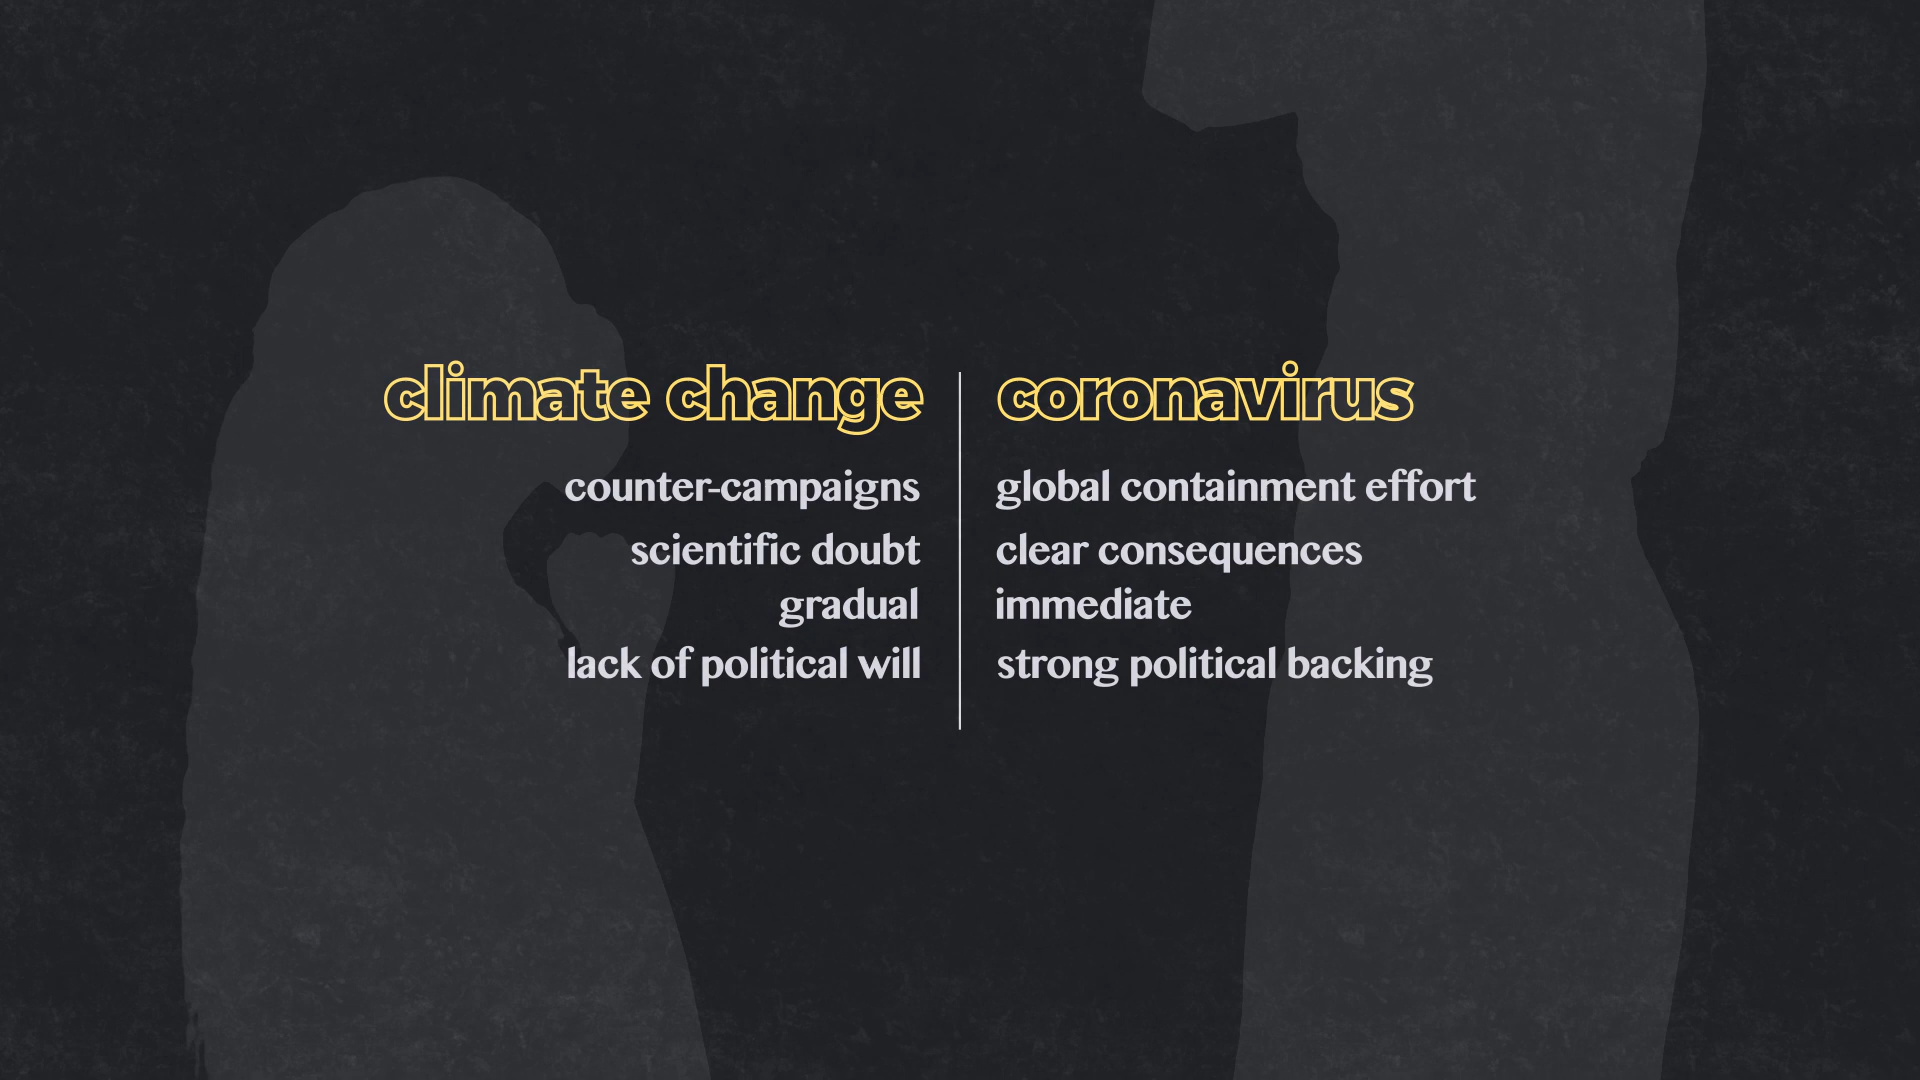 climate change
counter-campaigns
scientific doubt
gradual
lack of political will
coronavirus
global containment effort
clear consequences
immediate
strong political backing